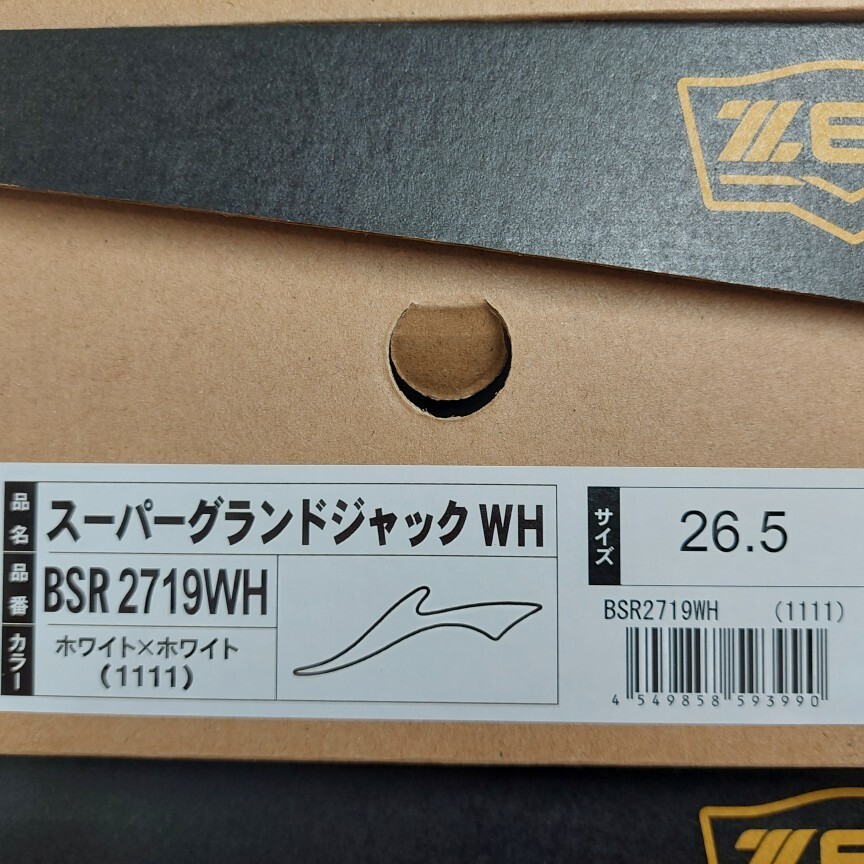 品名
スーパーグランドジャック WH
品番
BSR 2719WH
カラー
ホワイト×ホワイト
(1111)
サイズ
26.5
BSR2719WH (1111)
4 549858 593990